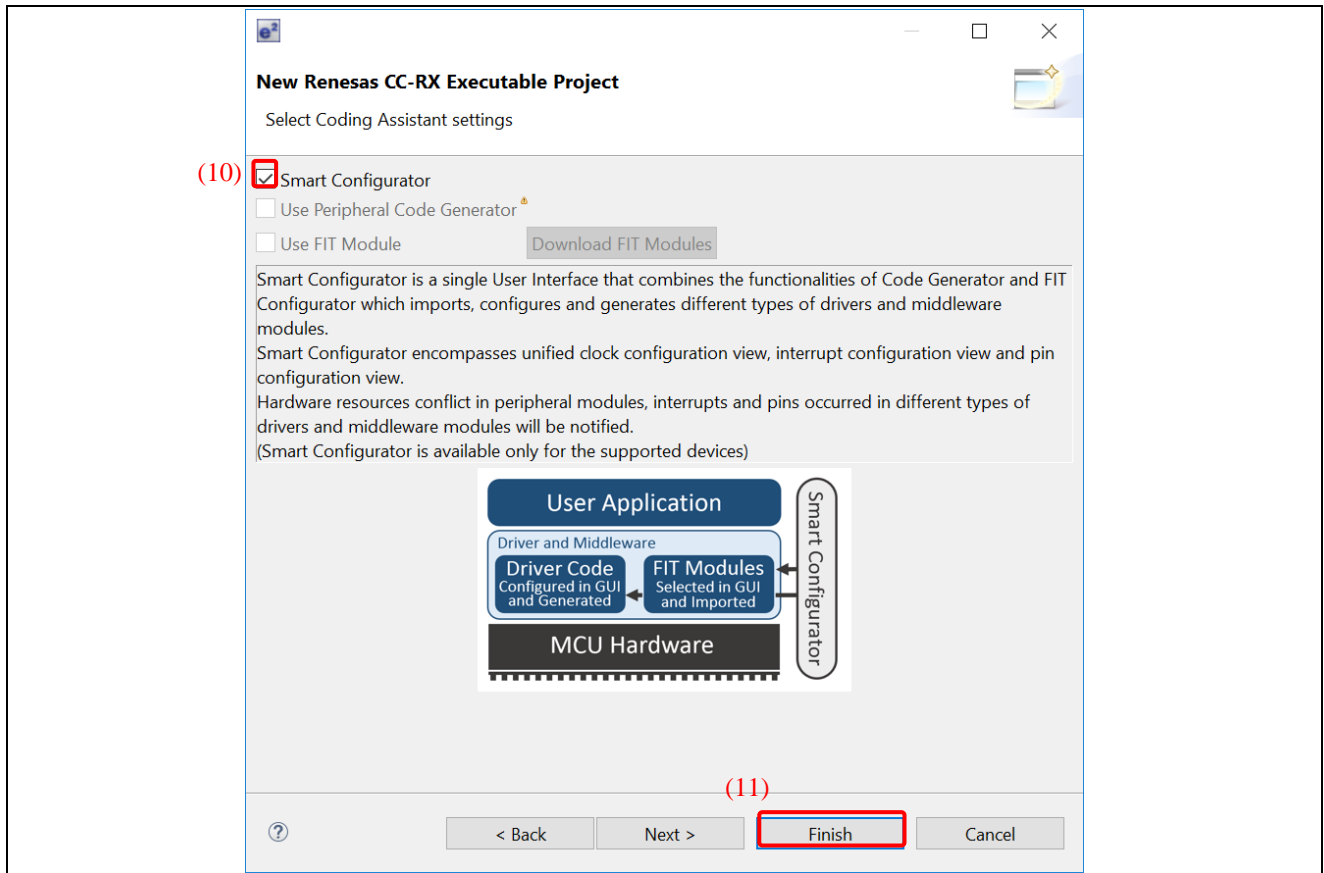 e²
New Renesas CC-RX Executable Project
Select Coding Assistant settings
(10)
Smart Configurator
Use Peripheral Code Generator
Use FIT Module
Download FIT Modules
Smart Configurator is a single User Interface that combines the functionalities of Code Generator and FIT
Configurator which imports, configures and generates different types of drivers and middleware
modules.
Smart Configurator encompasses unified clock configuration view, interrupt configuration view and pin
configuration view.
Hardware resources conflict in peripheral modules, interrupts and pins occurred in different types of
drivers and middleware modules will be notified.
(Smart Configurator is available only for the supported devices)
User Application
Driver and Middleware
Driver Code
Configured in GUI
and Generated
FIT Modules
Selected in GUI
and Imported
MCU Hardware
Smart Configurator
(11)
?
< Back
Next >
Finish
Cancel